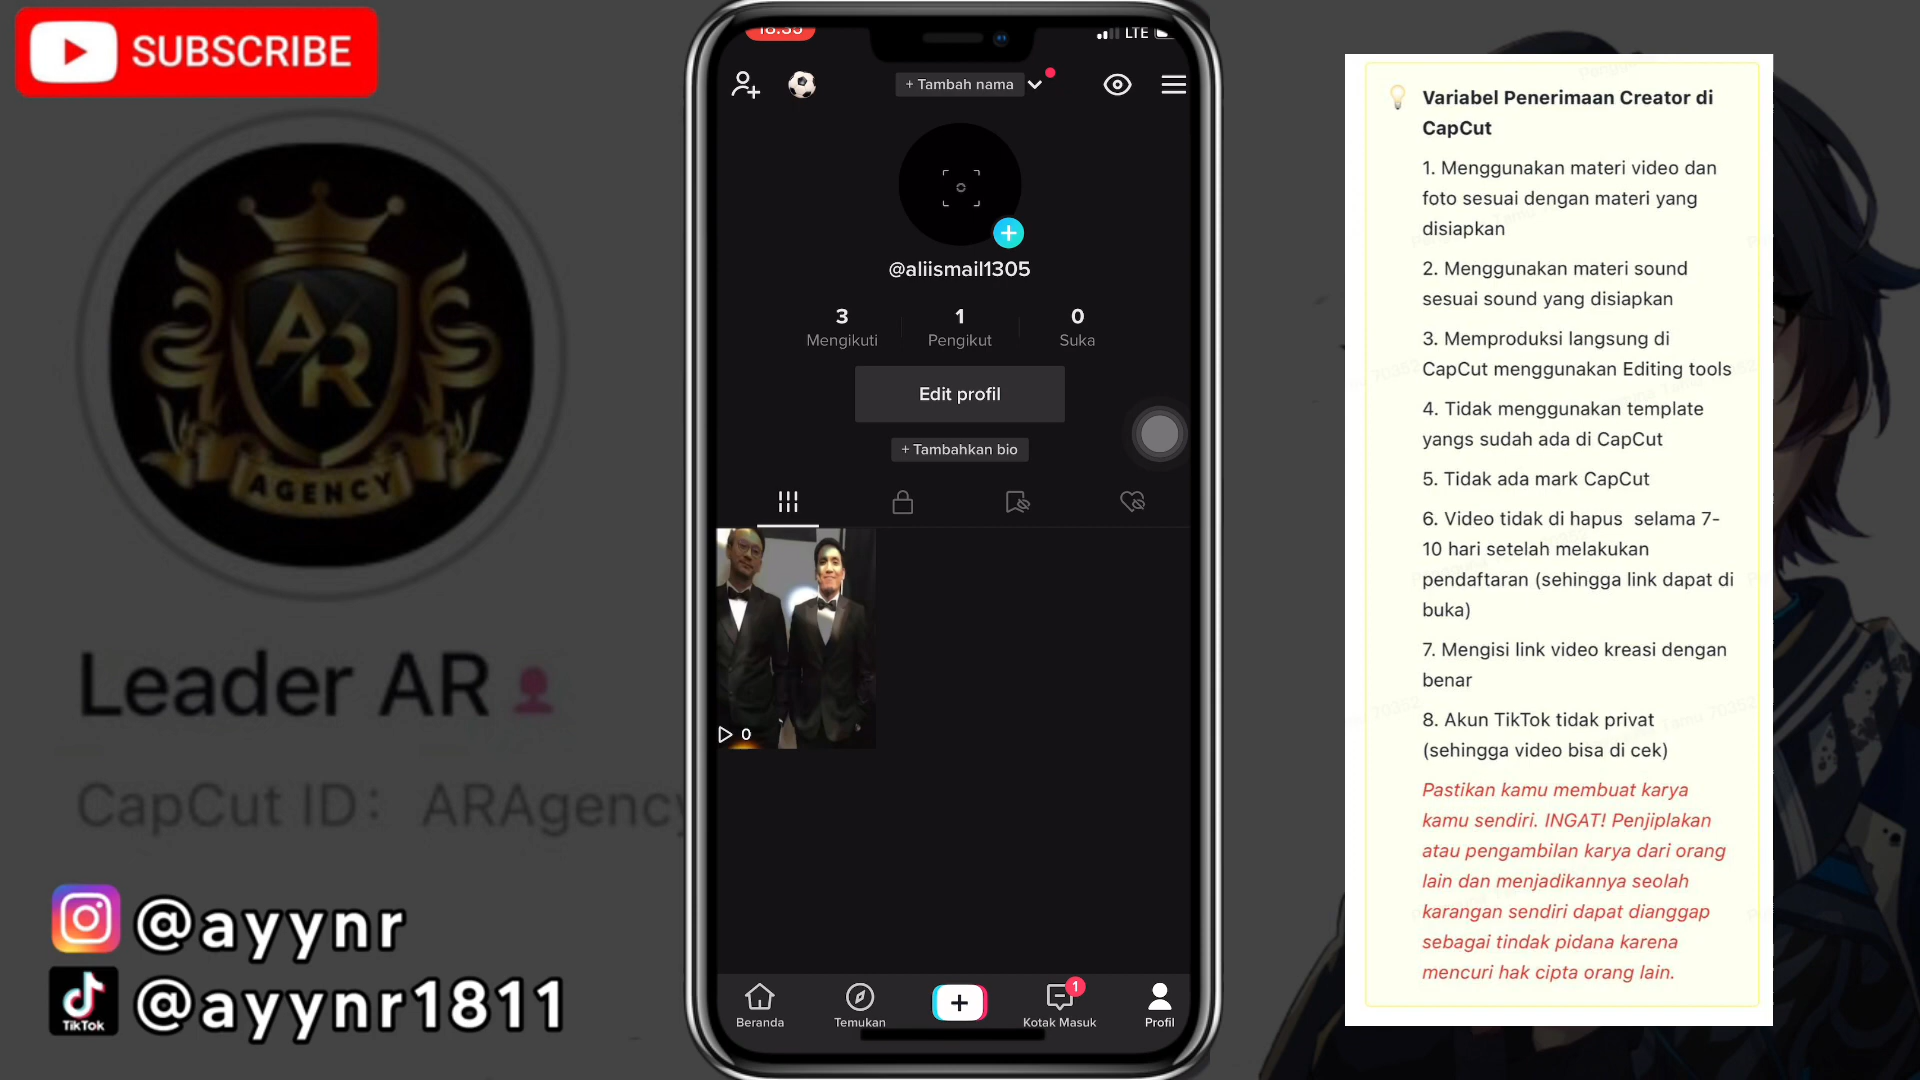 SUBSCRIBE
AR
AGENCY
Leader AR
CapCut ID: ARAgency
@ayynr
TikTok
@ayynr1811
18:35
LTE
+ Tambah nama
@aliismail1305
3
Mengikuti
1
Pengikut
0
Suka
Edit profil
+ Tambahkan bio
0
Beranda
Temukan
1
Kotak Masuk
Profil
Variabel Penerimaan Creator di
CapCut
1. Menggunakan materi video dan
foto sesuai dengan materi yang
disiapkan
2. Menggunakan materi sound
sesuai sound yang disiapkan
3. Memproduksi langsung di
CapCut menggunakan Editing tools
4. Tidak menggunakan template
yangs sudah ada di CapCut
5. Tidak ada mark CapCut
6. Video tidak di hapus selama 7-
10 hari setelah melakukan
pendaftaran (sehingga link dapat di
buka)
7. Mengisi link video kreasi dengan
benar
8. Akun TikTok tidak privat
(sehingga video bisa di cek)
Pastikan kamu membuat karya
kamu sendiri. INGAT! Penjiplakan
atau pengambilan karya dari orang
lain dan menjadikannya seolah
karangan sendiri dapat dianggap
sebagai tindak pidana karena
mencuri hak cipta orang lain.